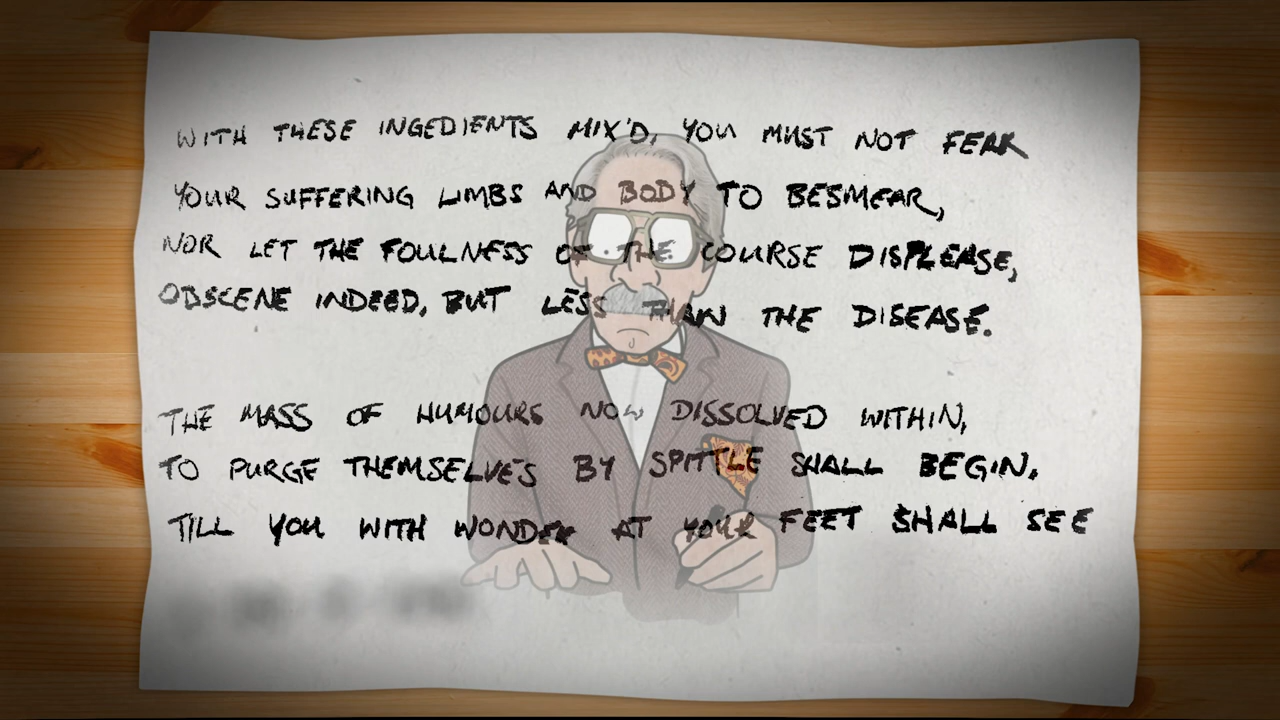 WITH THESE INGEDIENTS MIX'D, YOU MUST NOT FEAR
YOUR SUFFERING LIMBS AND BODY TO BESMEAR,
NOR LET THE FOULNESS OF THE COURSE DISPLEASE,
OBSCENE INDEED, BUT LESS THAN THE DISEASE.
THE MASS OF HUMOURS NOW DISSOLVED WITHIN,
TO PURGE THEMSELVES BY SPITTLE SHALL BEGIN.
TILL YOU WITH WONDER AT YOUR FEET SHALL SEE